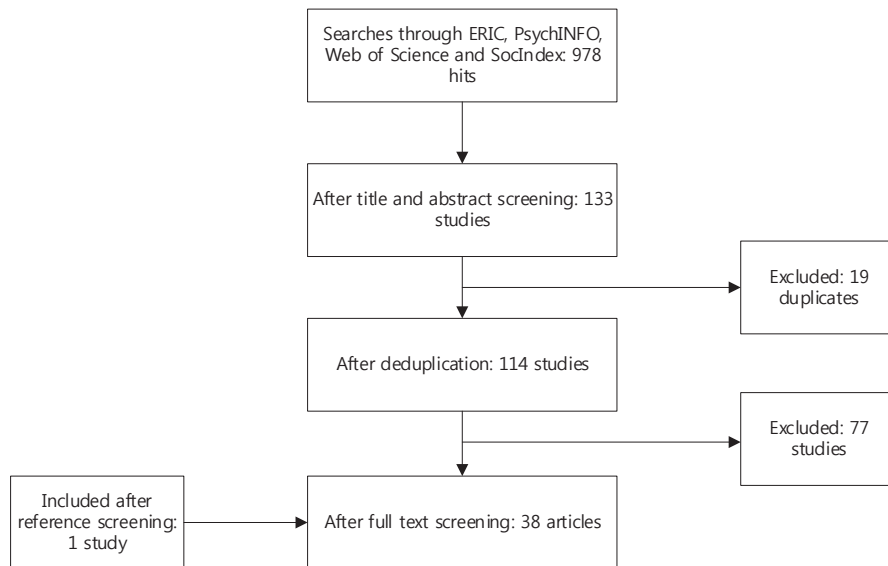 Searches through ERIC, PsychINFO,
Web of Science and SocIndex: 978
hits
After title and abstract screening: 133
studies
Excluded: 19
duplicates
After deduplication: 114 studies
Excluded: 77
studies
Included after
reference screening:
1 study
After full text screening: 38 articles